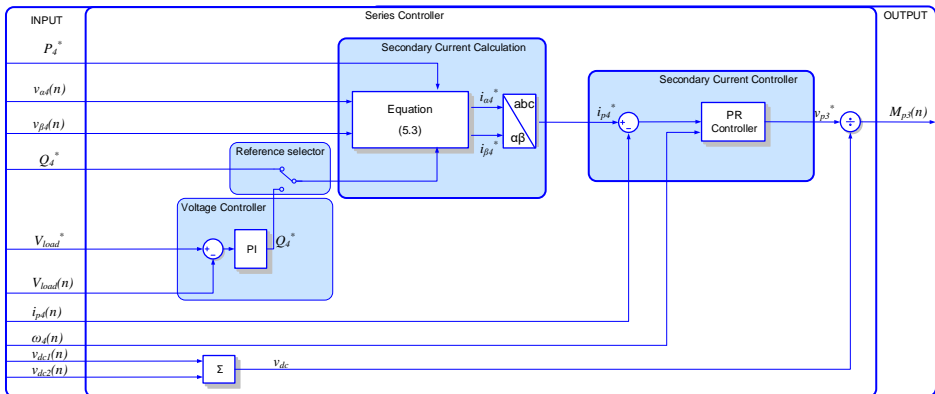 INPUT
Series Controller
OUTPUT
P4*
Secondary Current Calculation
vα4(n)
Equation
(5.3)
iα4*
iβ4*
abc
αβ
Secondary Current Controller
ip4*
+
-
PR
Controller
vp3*
÷
Mp3(n)
vβ4(n)
Q4*
Reference selector
Voltage Controller
Vload*
+
-
PI
Q4*
Vload(n)
ip4(n)
ω4(n)
vdc1(n)
vdc2(n)
Σ
vdc